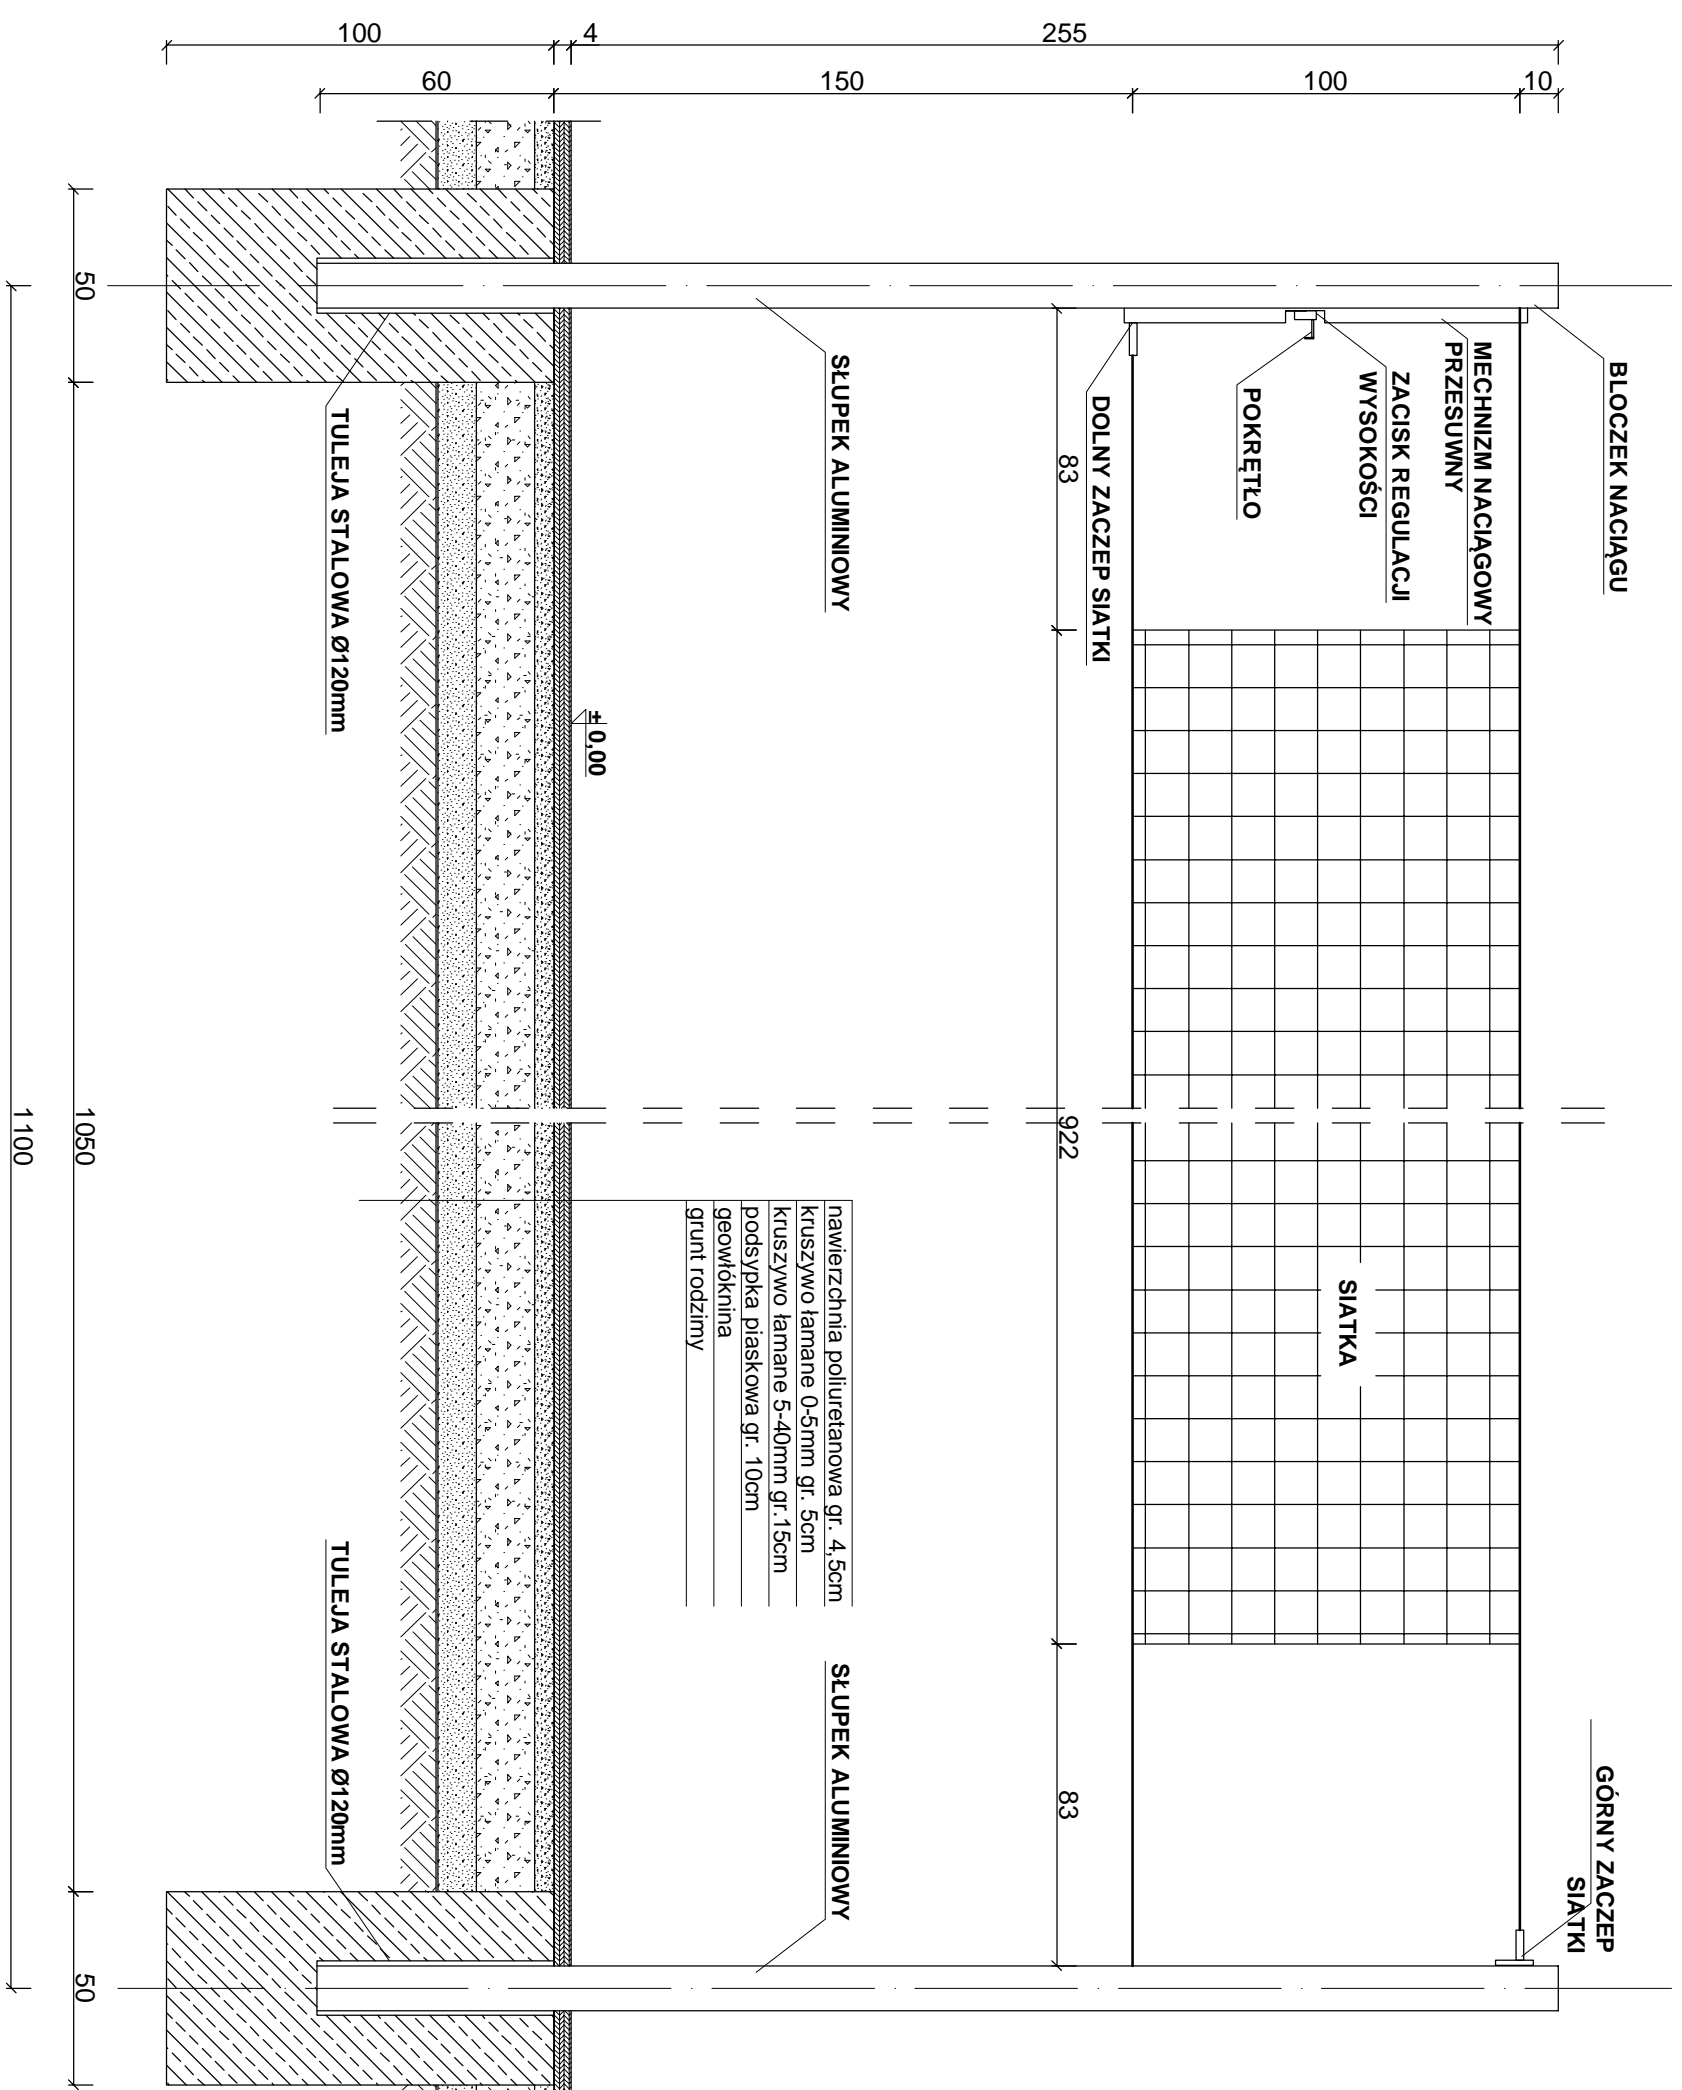 100
4
255
60
150
100
10
BLOCZEK NACIĄGU
MECHNIZM NACIĄGOWY
PRZESUWNY
ZACISK REGULACJI
WYSOKOŚCI
POKRĘTŁO
DOLNY ZACZEP SIATKI
SŁUPEK ALUMINIOWY
TULEJA STALOWA Ø120mm
± 0,00
83
922
83
SIATKA
nawierzchnia poliuretanowa gr. 4,5cm
kruszywo łamane 0-5mm gr. 5cm
kruszywo łamane 5-40mm gr.15cm
podsypka piaskowa gr. 10cm
geowłóknina
grunt rodzimy
GÓRNY ZACZEP
SIATKI
SŁUPEK ALUMINIOWY
TULEJA STALOWA Ø120mm
50
1050
50
1100